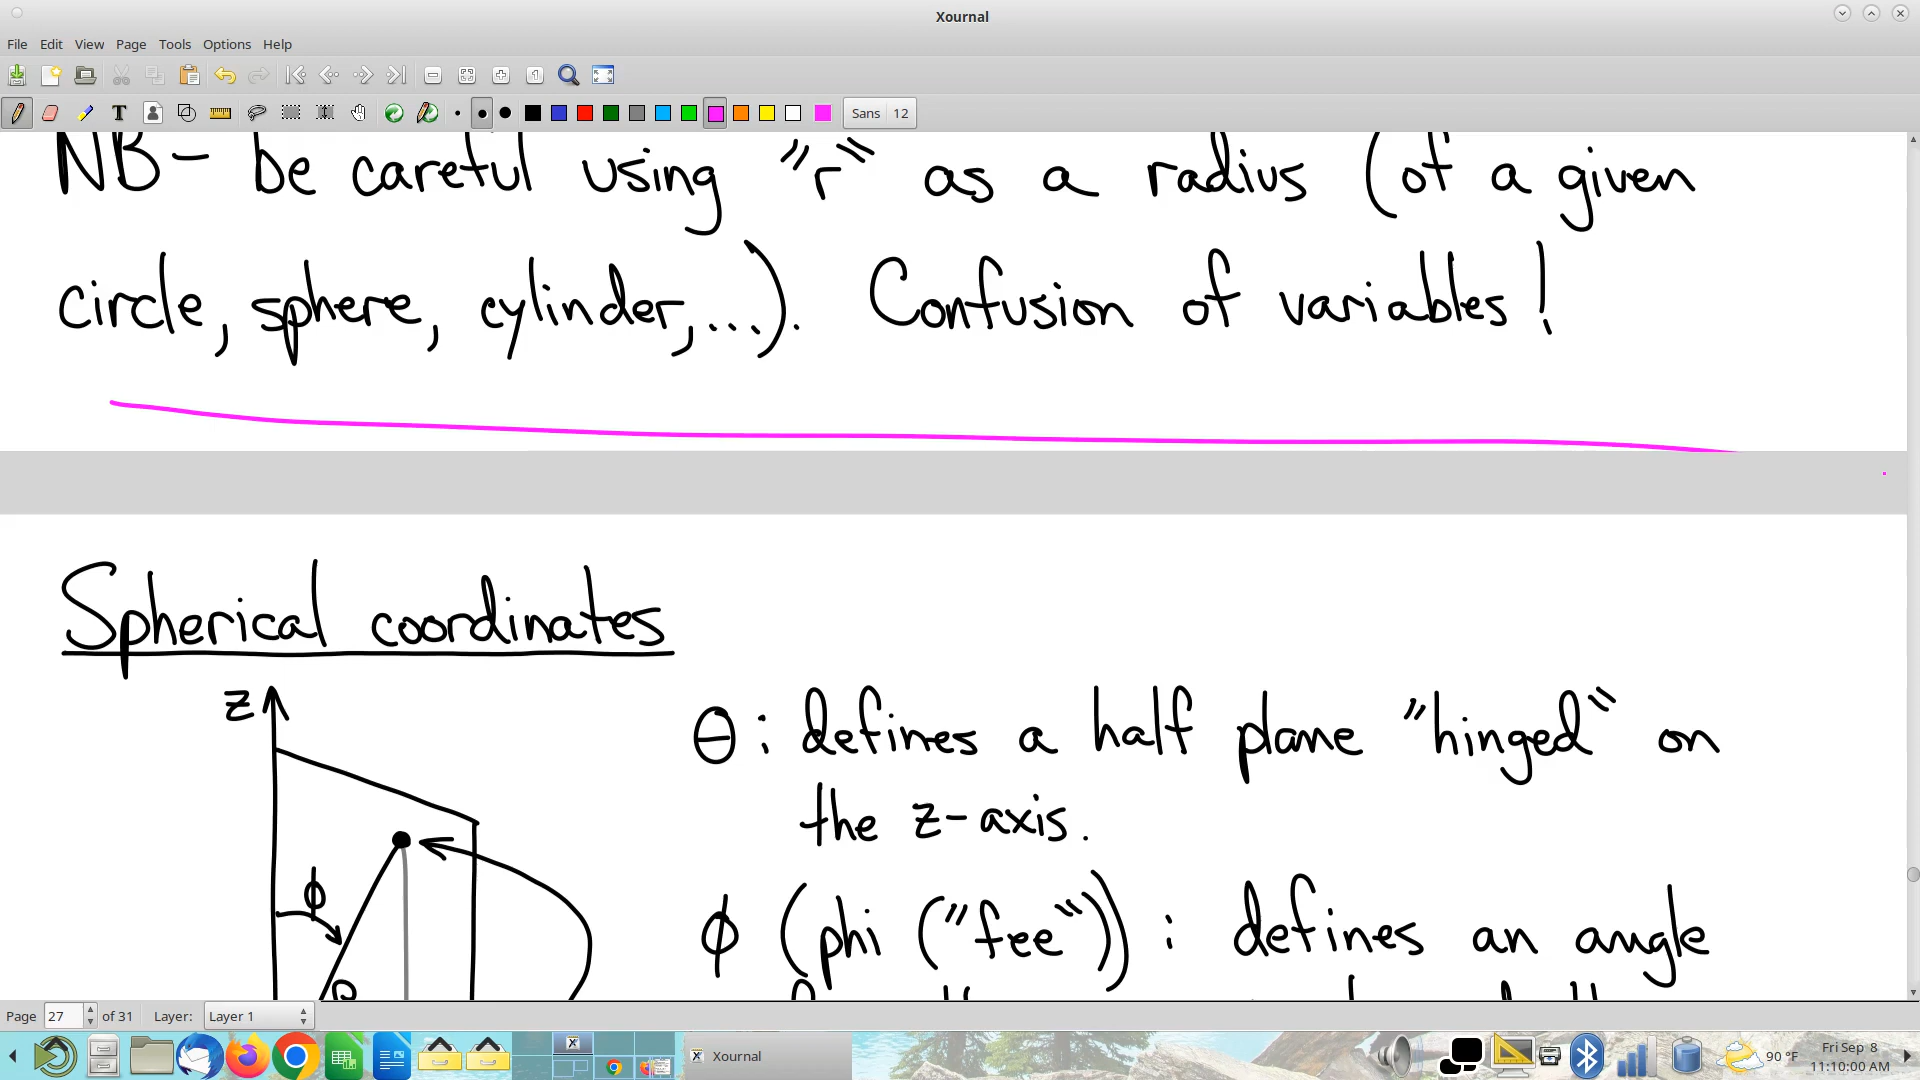 Xournal
File Edit View Page Tools Options Help
Sans 12
NB- be careful using "r" as a radius (of a given
circle, sphere, cylinder,...). Confusion of variables!
Spherical coordinates
z
θ: defines a half plane "hinged" on
the z-axis.
ϕ
ϕ (phi ("fee")): defines an angle
Page 27 of 31 Layer: Layer 1
Xournal
90 °F
Fri Sep 8
11:10:00 AM